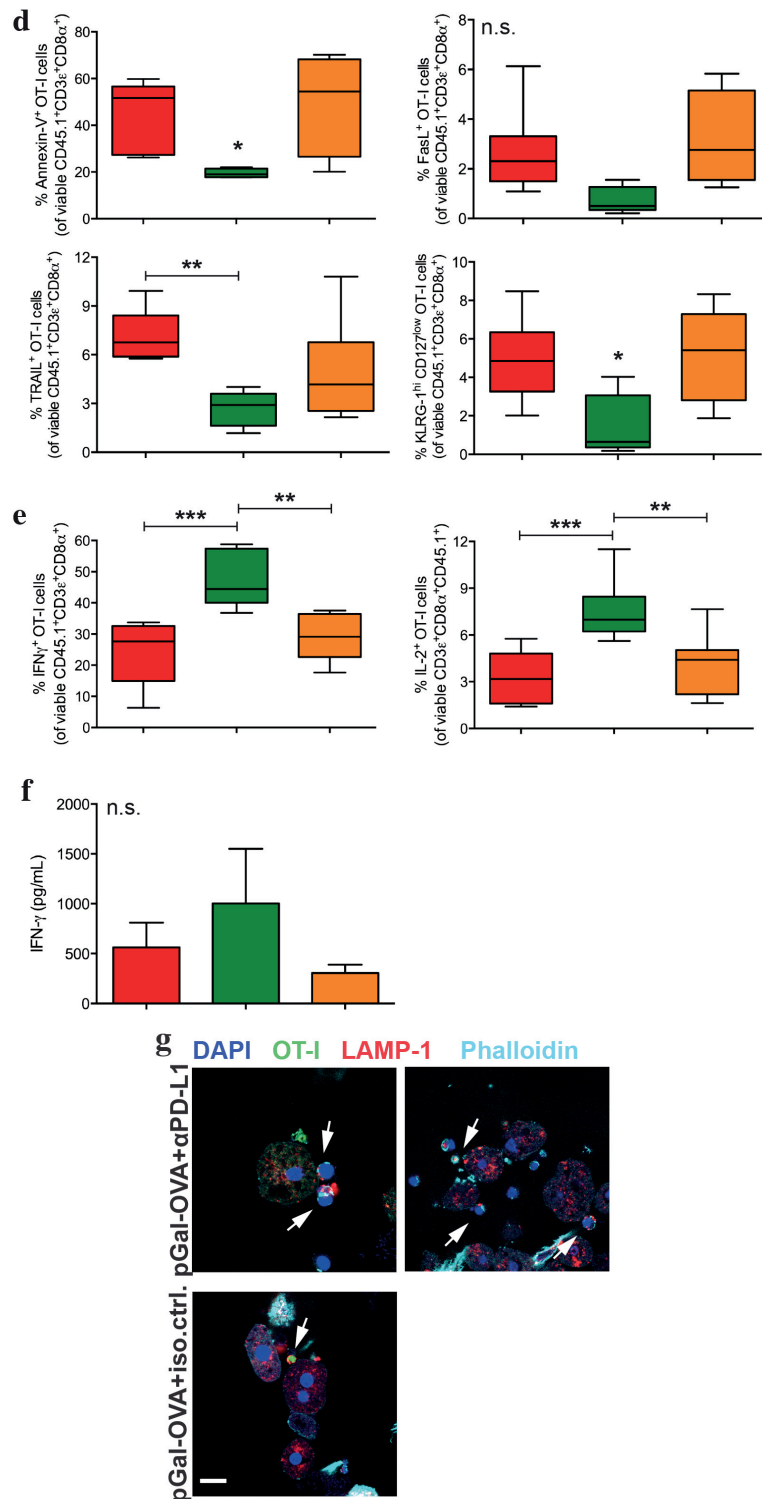 d
% Annexin-V⁺ OT-I cells
(of viable CD45.1⁺CD3ε⁺CD8α⁺)
80
60
40
20
0
*
% FasL⁺ OT-I cells
(of viable CD45.1⁺CD3ε⁺CD8α⁺)
n.s.
8
6
4
2
0
% TRAIL⁺ OT-I cells
(of viable CD45.1⁺CD3ε⁺CD8α⁺)
12
9
6
3
0
**
% KLRG-1ʰⁱ CD127ˡᵒʷ OT-I cells
(of viable CD45.1⁺CD3ε⁺CD8α⁺)
10
8
6
4
2
0
*
e
% IFNγ⁺ OT-I cells
(of viable CD45.1⁺CD3ε⁺CD8α⁺)
60
50
40
30
20
10
0
***
**
% IL-2⁺ OT-I cells
(of viable CD3ε⁺CD8α⁺CD45.1⁺)
12
9
6
3
0
***
**
f
IFN-γ (pg/mL)
n.s.
2000
1500
1000
500
0
g
DAPI OT-I LAMP-1 Phalloidin
pGal-OVA+αPD-L1
pGal-OVA+iso.ctrl.